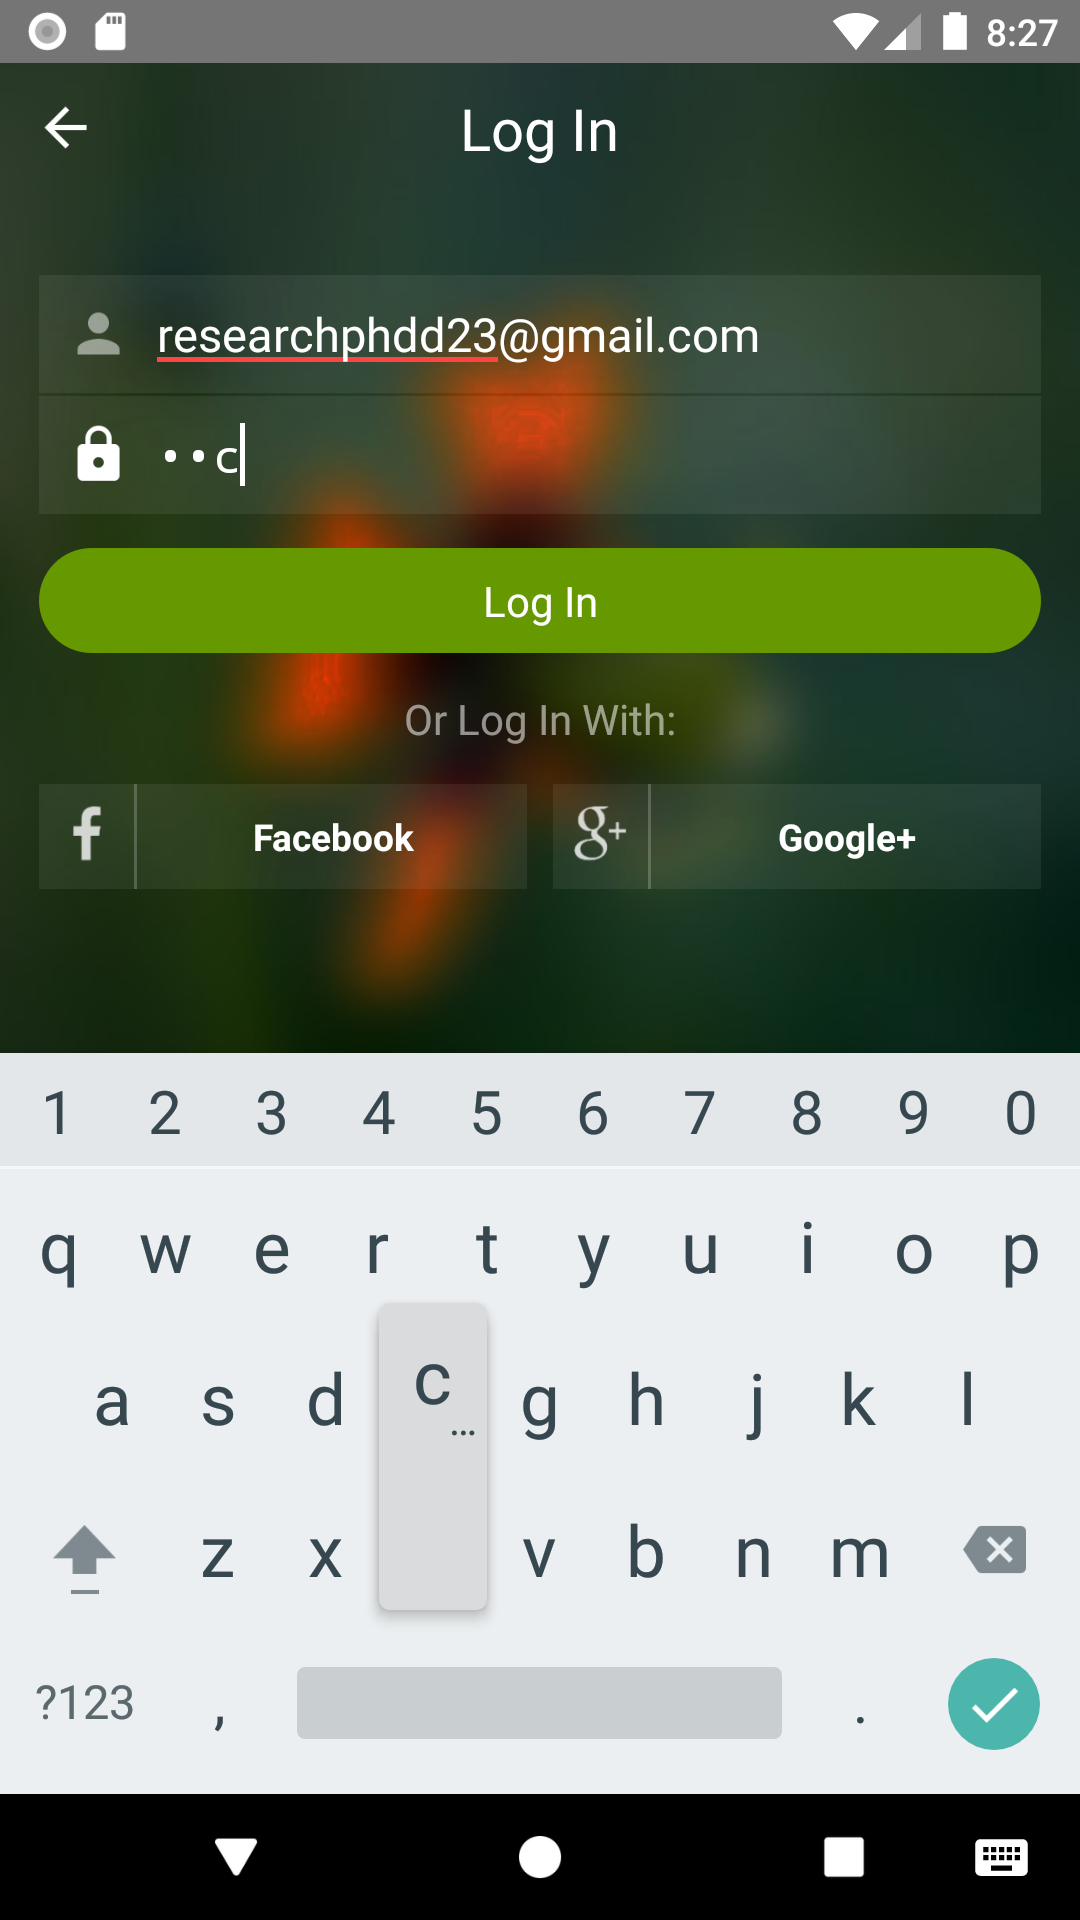 8:27
Log In
researchphdd23@gmail.com
••c
Log In
Or Log In With:
f Facebook g+ Google+
1 2 3 4 5 6 7 8 9 0
q w e r t y u i o p
a s d c… g h j k l
z x v b n m
?123 , .